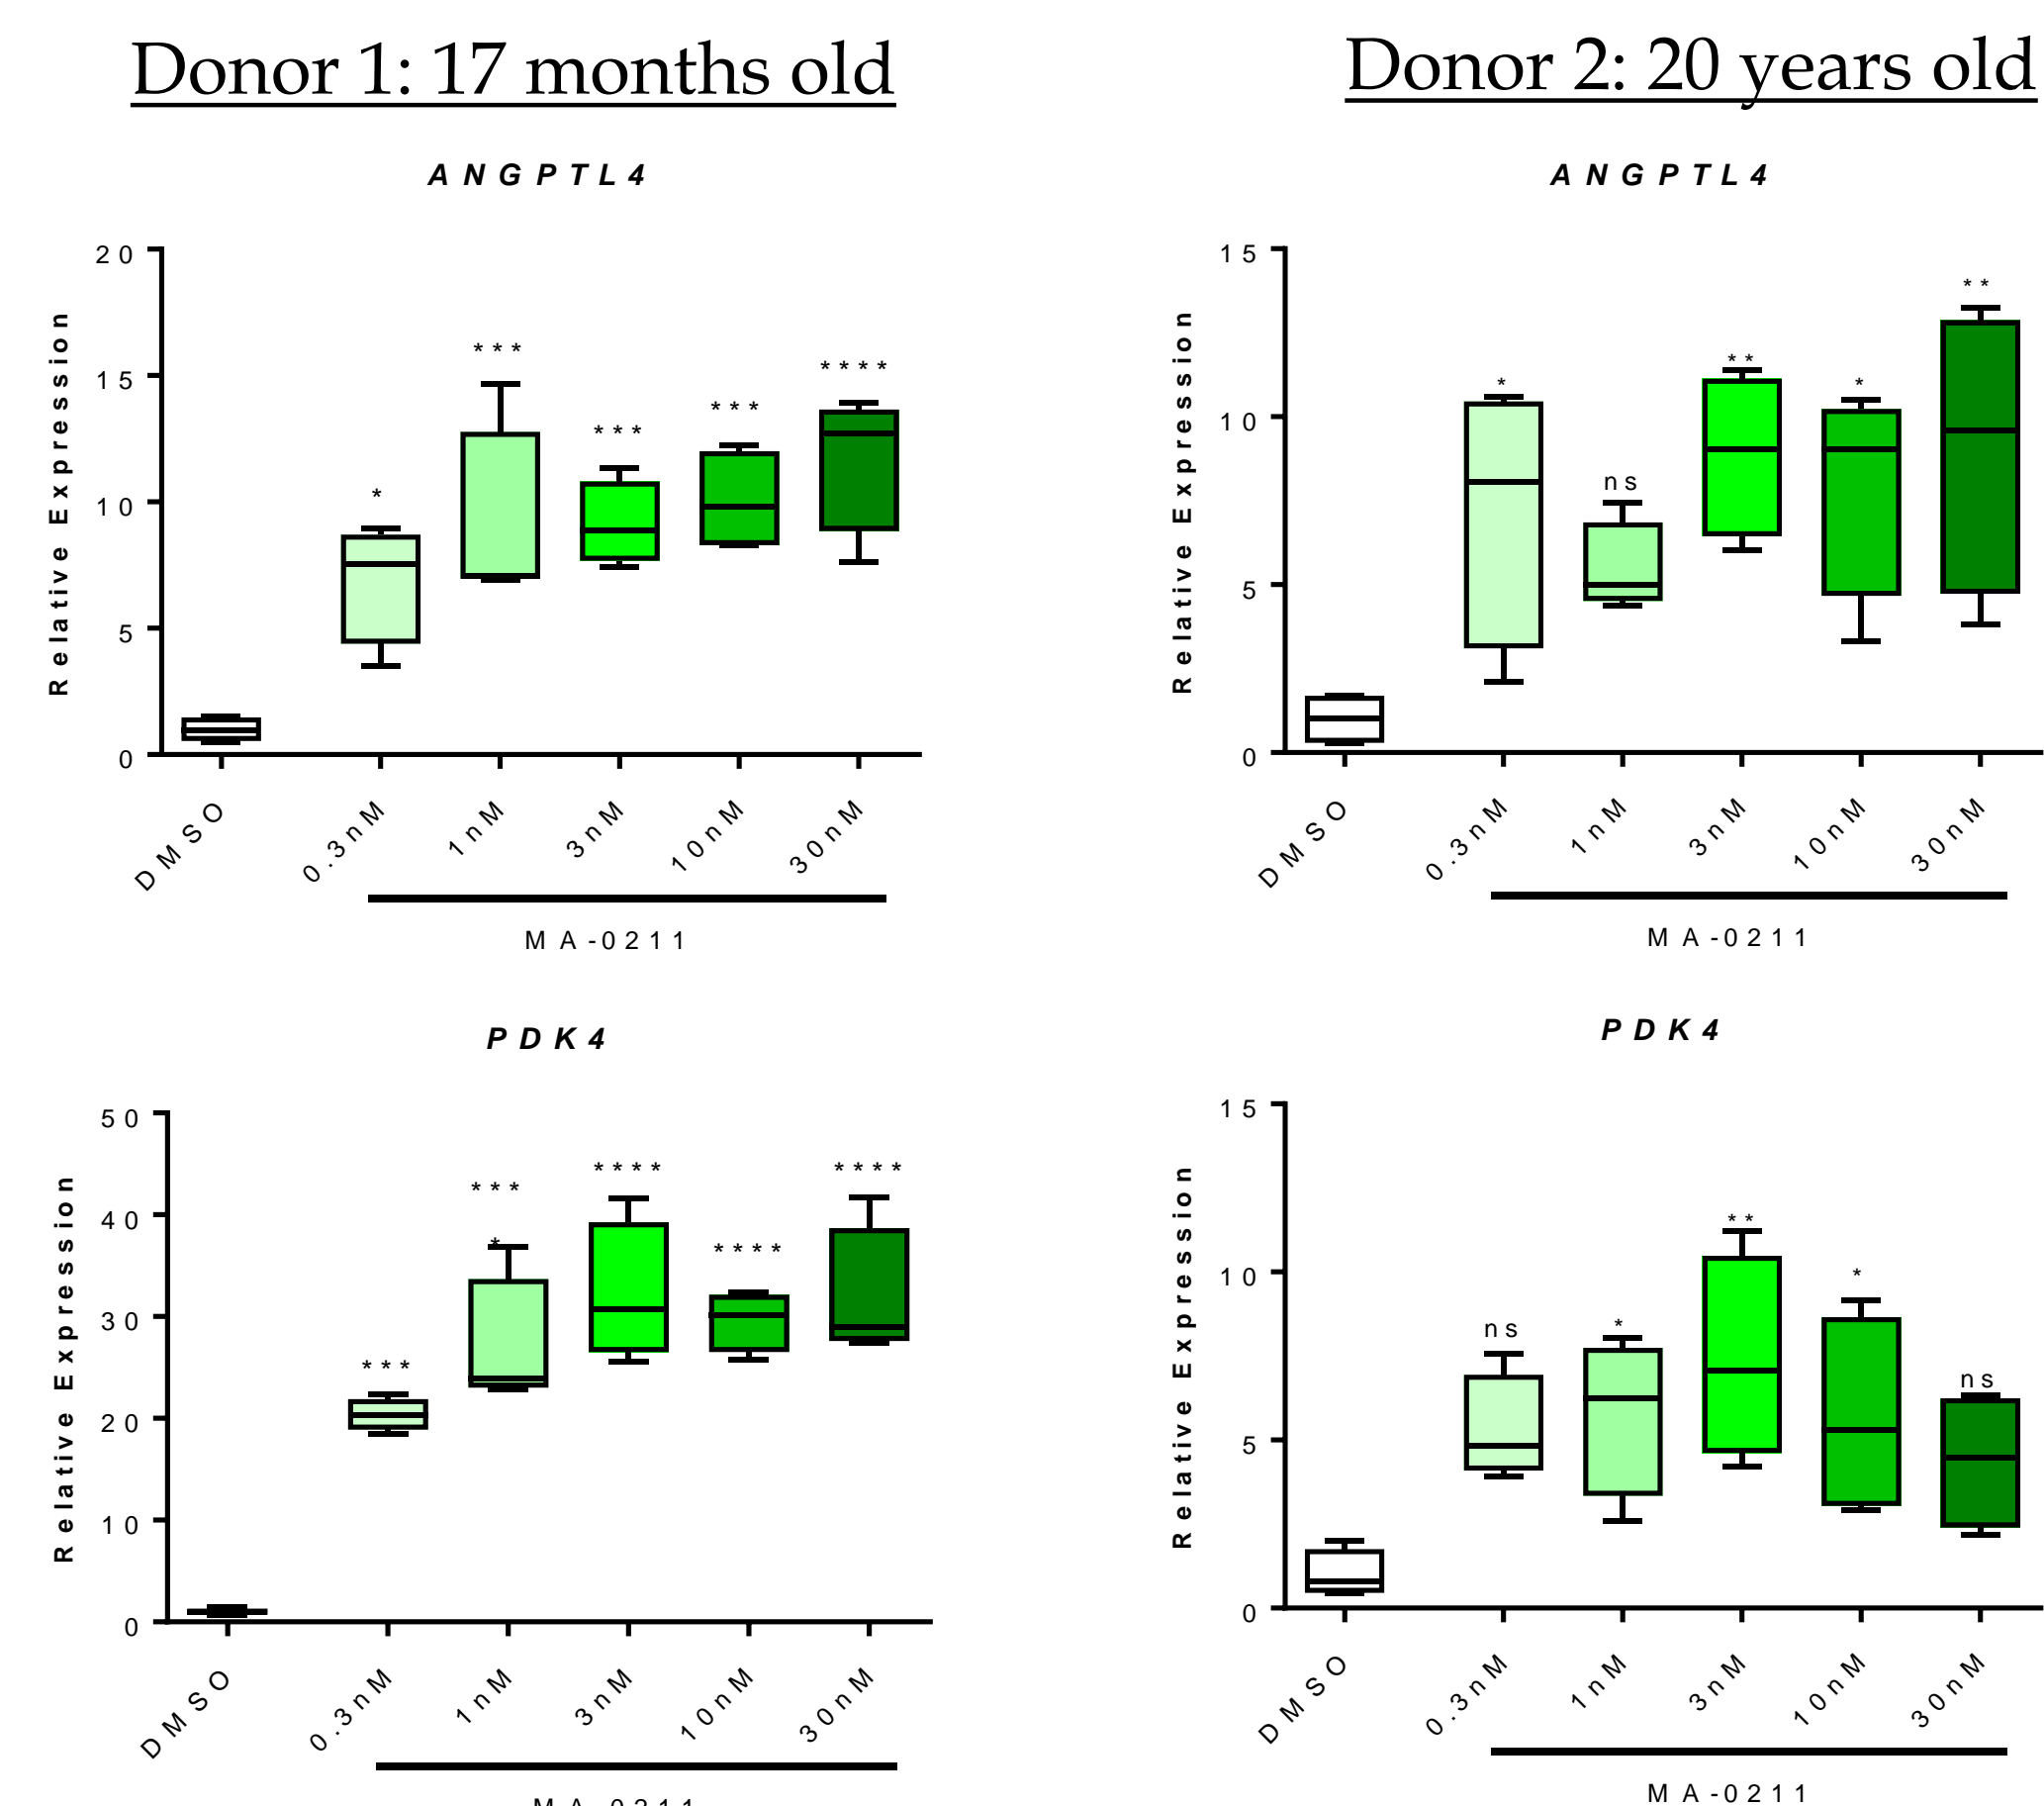 Donor 1: 17 months old
Donor 2: 20 years old
ANGPTL4
Relative Expression
20
15
10
5
0
*
***
***
***
****
DMSO
0.3nM
1nM
3nM
10nM
30nM
MA-0211
ANGPTL4
Relative Expression
15
10
5
0
*
ns
**
*
**
DMSO
0.3nM
1nM
3nM
10nM
30nM
MA-0211
PDK4
Relative Expression
50
40
30
20
10
0
***
***
*
****
****
****
DMSO
0.3nM
1nM
3nM
10nM
30nM
MA-0211
PDK4
Relative Expression
15
10
5
0
ns
*
**
*
ns
DMSO
0.3nM
1nM
3nM
10nM
30nM
MA-0211